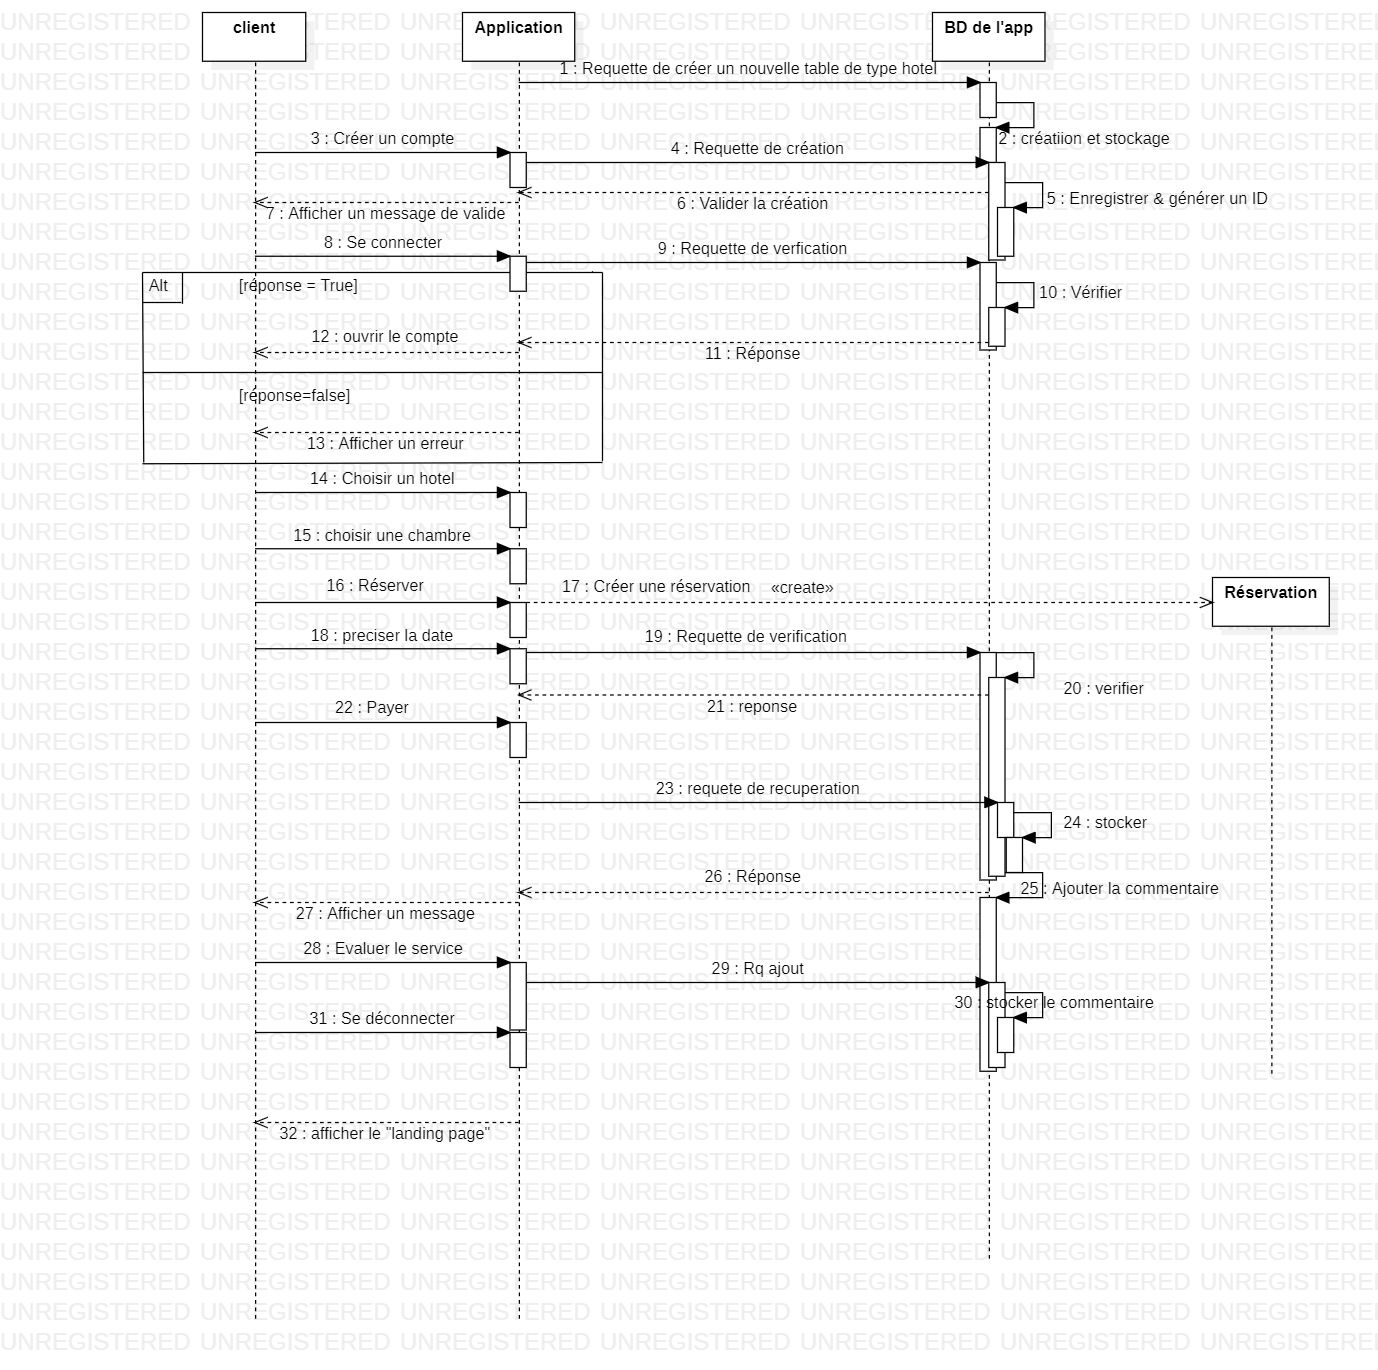 client
Application
BD de l'app
1 : Requette de créer un nouvelle table de type hotel
2 : créatiion et stockage
3 : Créer un compte
4 : Requette de création
5 : Enregistrer & générer un ID
6 : Valider la création
7 : Afficher un message de valide
8 : Se connecter
9 : Requette de verfication
Alt
[réponse = True]
10 : Vérifier
12 : ouvrir le compte
11 : Réponse
[réponse=false]
13 : Afficher un erreur
14 : Choisir un hotel
15 : choisir une chambre
16 : Réserver
17 : Créer une réservation «create»
Réservation
18 : preciser la date
19 : Requette de verification
20 : verifier
21 : reponse
22 : Payer
23 : requete de recuperation
24 : stocker
26 : Réponse
25 : Ajouter la commentaire
27 : Afficher un message
28 : Evaluer le service
29 : Rq ajout
30 : stocker le commentaire
31 : Se déconnecter
32 : afficher le "landing page"
UNREGISTERED